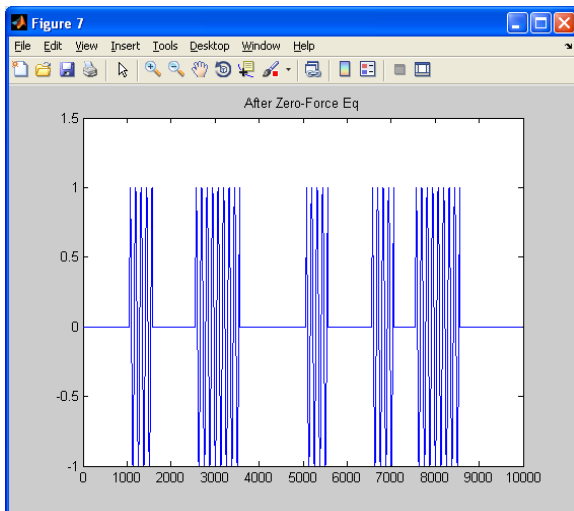 Figure 7
File Edit View Insert Tools Desktop Window Help
After Zero-Force Eq
1.5
1
0.5
0
-0.5
-1
0 1000 2000 3000 4000 5000 6000 7000 8000 9000 10000